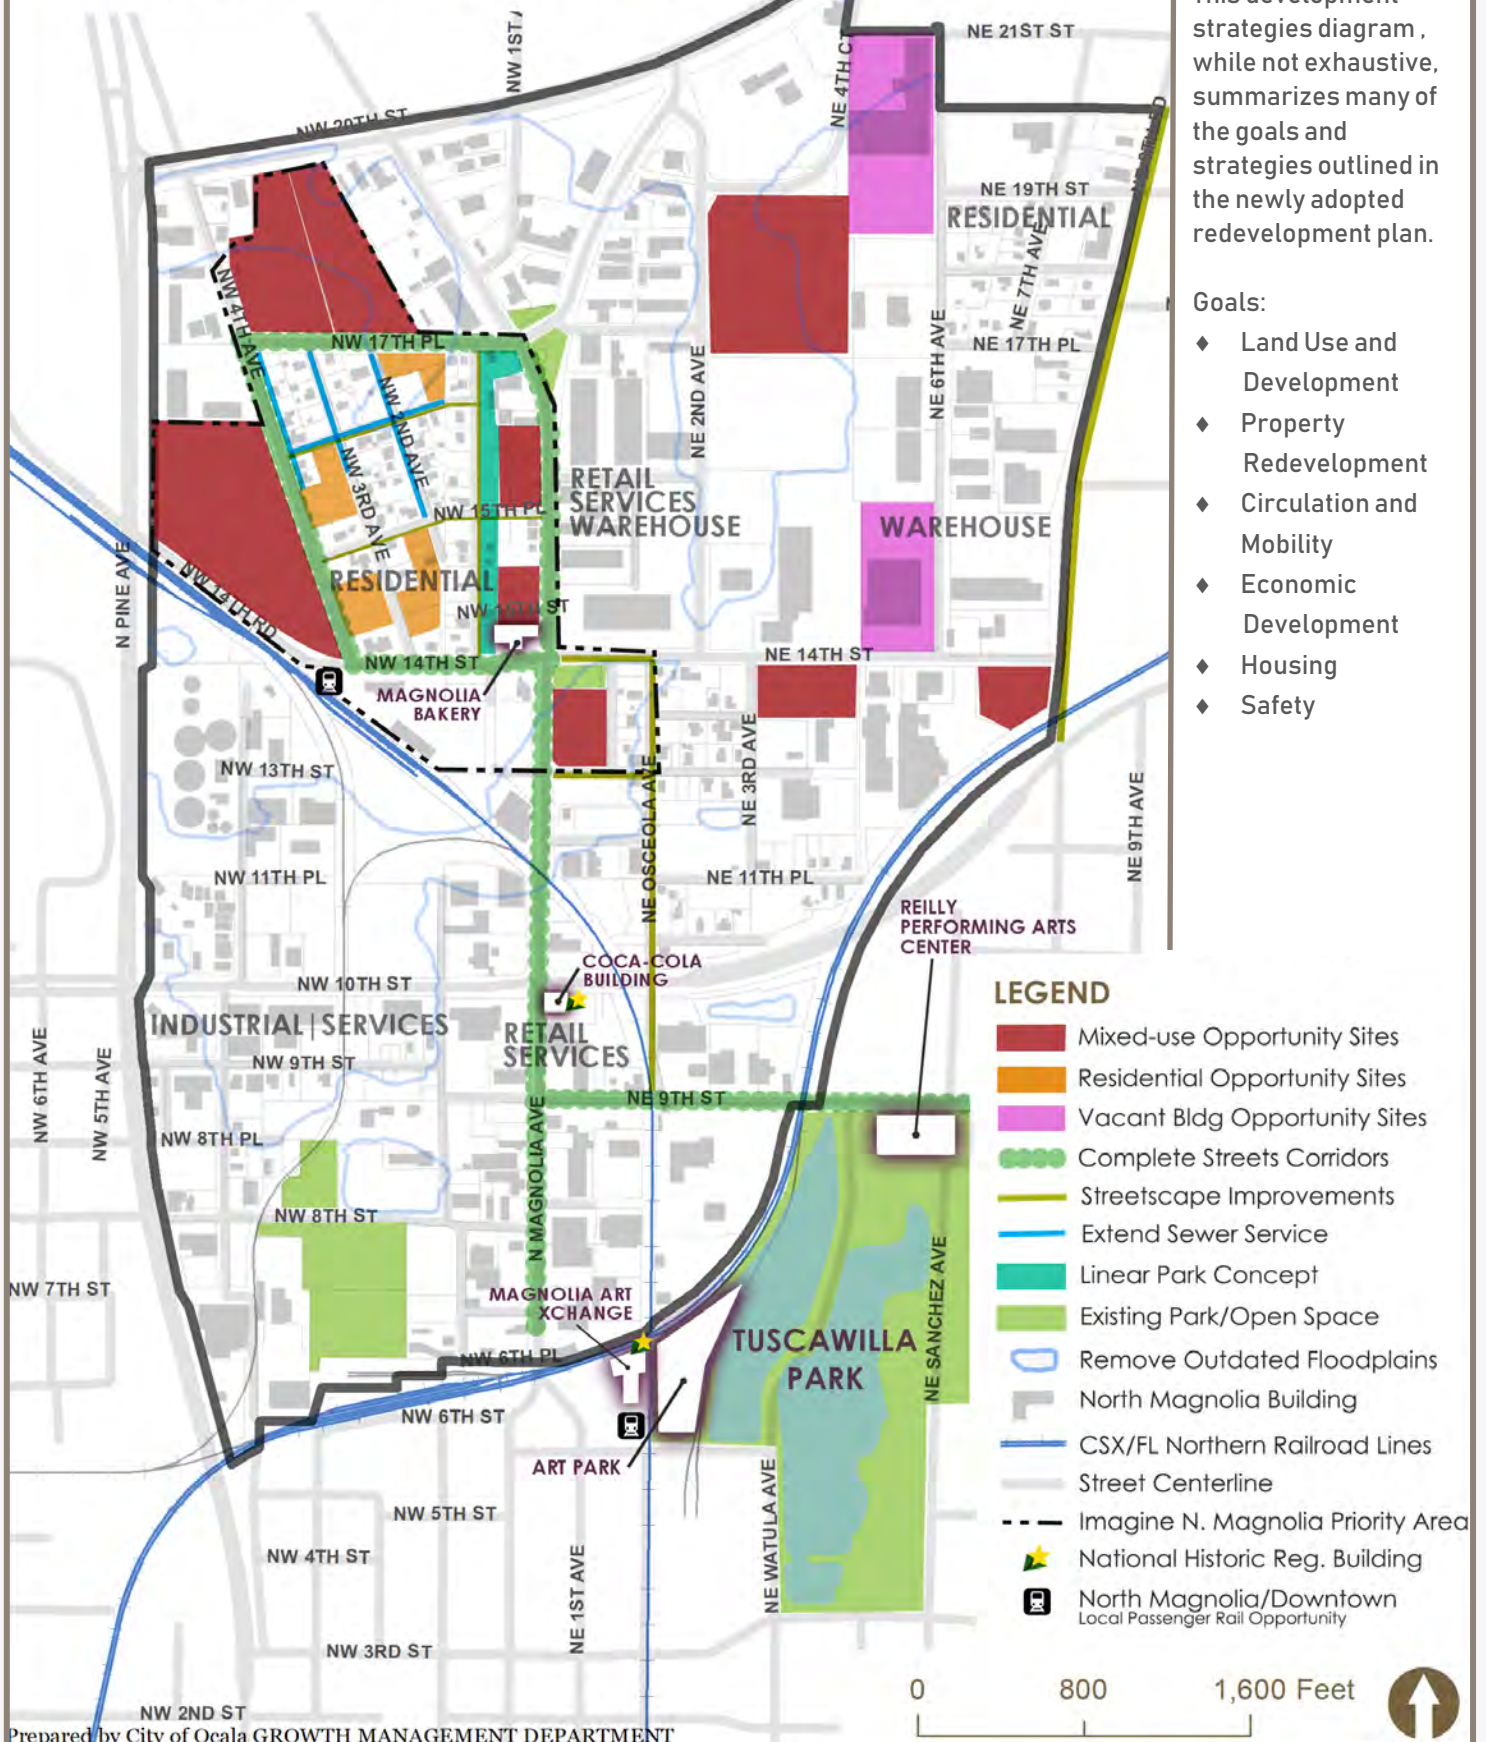 This development
strategies diagram ,
while not exhaustive,
summarizes many of
the goals and
strategies outlined in
the newly adopted
redevelopment plan.
Goals:
♦ Land Use and
Development
♦ Property
Redevelopment
♦ Circulation and
Mobility
♦ Economic
Development
♦ Housing
♦ Safety
NW 1ST A
NE 21ST ST
NE 4TH CT
NW 20TH ST
NE 19TH ST
RESIDENTIAL
NE 7TH AVE
NW 4TH AVE
NW 17TH PL
NE 17TH PL
NE 2ND AVE
NE 6TH AVE
NW 2ND AVE
NW 3RD AVE
RETAIL
SERVICES
WAREHOUSE
NW 15TH PL
WAREHOUSE
RESIDENTIAL
NW 15TH ST
N PINE AVE
NW 14TH RD
NW 14TH ST
NE 14TH ST
MAGNOLIA
BAKERY
NW 13TH ST
NE 3RD AVE
NE OSCEOLA AVE
NE 9TH AVE
NW 11TH PL
NE 11TH PL
REILLY
PERFORMING ARTS
CENTER
COCA-COLA
BUILDING
NW 10TH ST
INDUSTRIAL|SERVICES
RETAIL
SERVICES
NW 9TH ST
NW 6TH AVE
NW 5TH AVE
NE 9TH ST
NW 8TH PL
N MAGNOLIA AVE
NW 8TH ST
NW 7TH ST
MAGNOLIA ART
XCHANGE
NE SANCHEZ AVE
TUSCAWILLA
PARK
NW 6TH PL
NW 6TH ST
ART PARK
NW 5TH ST
NE WATULA AVE
NW 4TH ST
NE 1ST AVE
NW 3RD ST
NW 2ND ST
LEGEND
Mixed-use Opportunity Sites
Residential Opportunity Sites
Vacant Bldg Opportunity Sites
Complete Streets Corridors
Streetscape Improvements
Extend Sewer Service
Linear Park Concept
Existing Park/Open Space
Remove Outdated Floodplains
North Magnolia Building
CSX/FL Northern Railroad Lines
Street Centerline
Imagine N. Magnolia Priority Area
National Historic Reg. Building
North Magnolia/Downtown
Local Passenger Rail Opportunity
0 800 1,600 Feet
Prepared by City of Ocala GROWTH MANAGEMENT DEPARTMENT